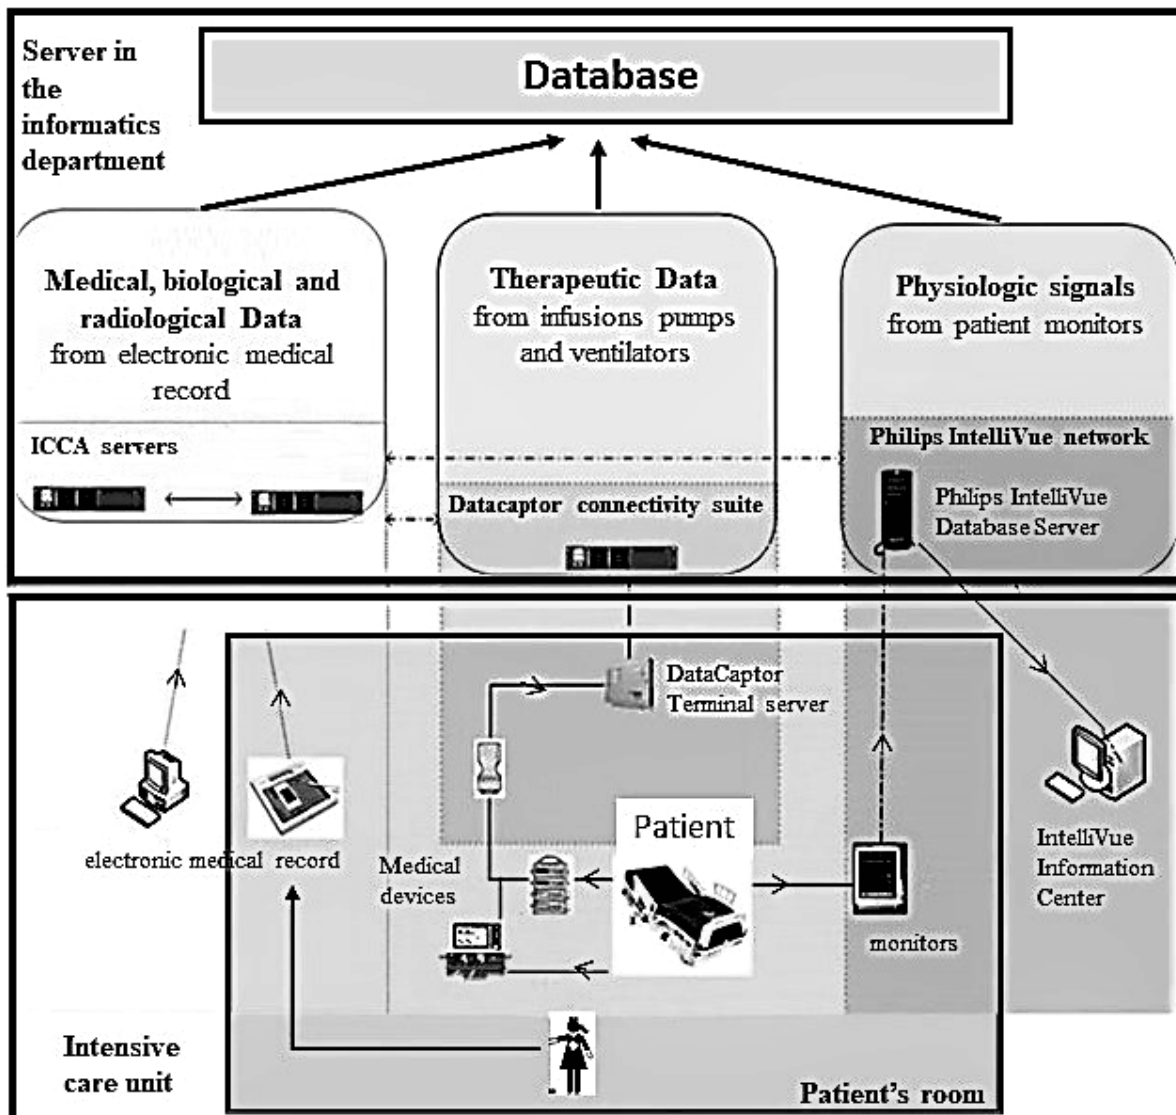 Server in
the
informatics
department
Database
Medical, biological and
radiological Data
from electronic medical
record
ICCA servers
Therapeutic Data
from infusions pumps
and ventilators
Datacaptor connectivity suite
Physiologic signals
from patient monitors
Philips IntelliVue network
Philips IntelliVue
Database Server
DataCaptor
Terminal server
Patient
electronic medical record
Medical
devices
monitors
IntelliVue
Information
Center
Intensive
care unit
Patient's room